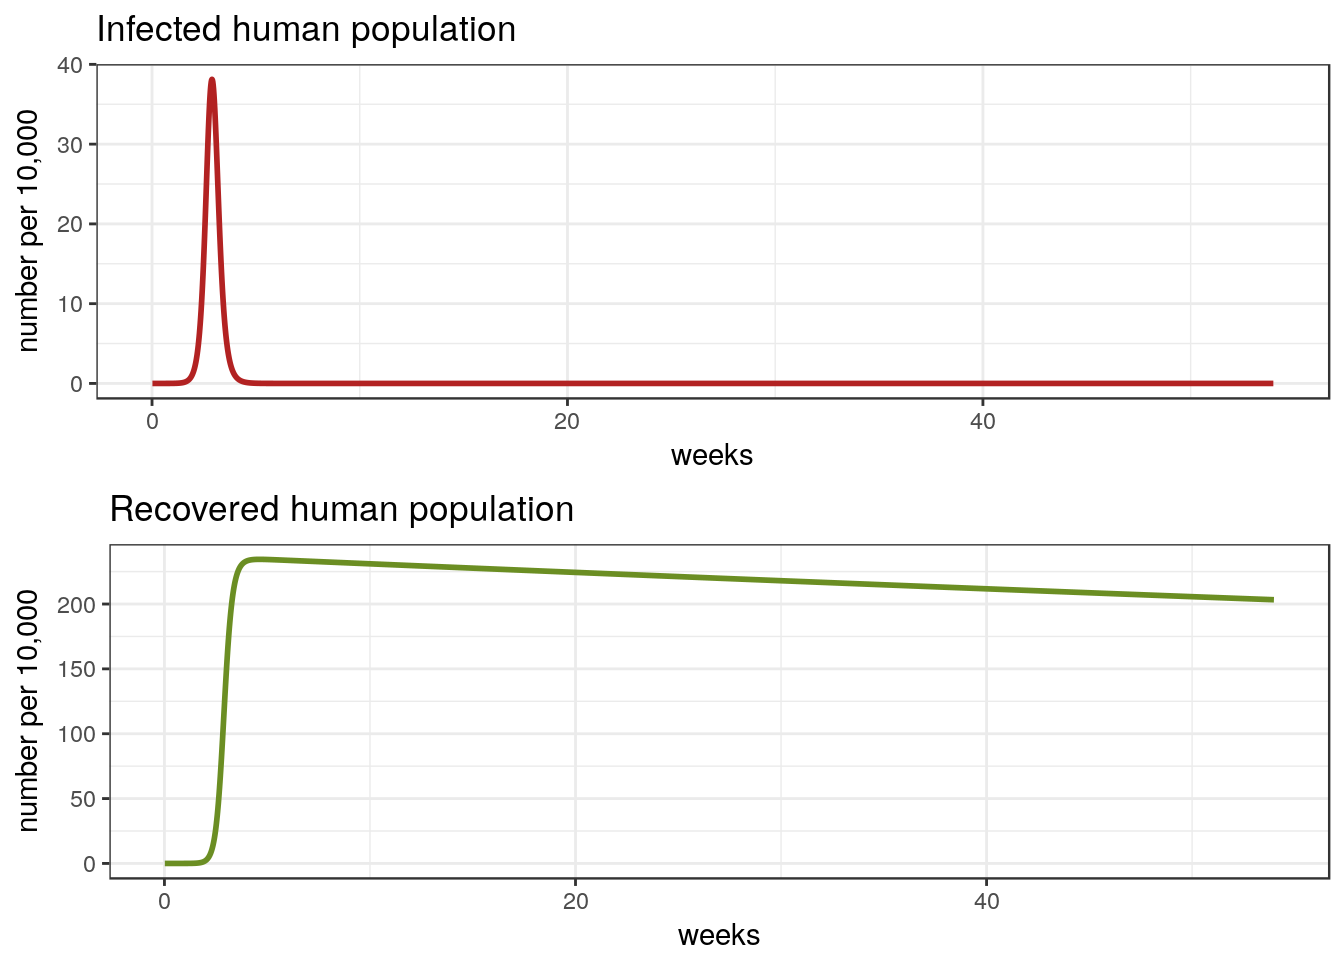 Infected human population
number per 10,000
40
30
20
10
0
0 20 40
weeks
Recovered human population
number per 10,000
200
150
100
50
0
0 20 40
weeks